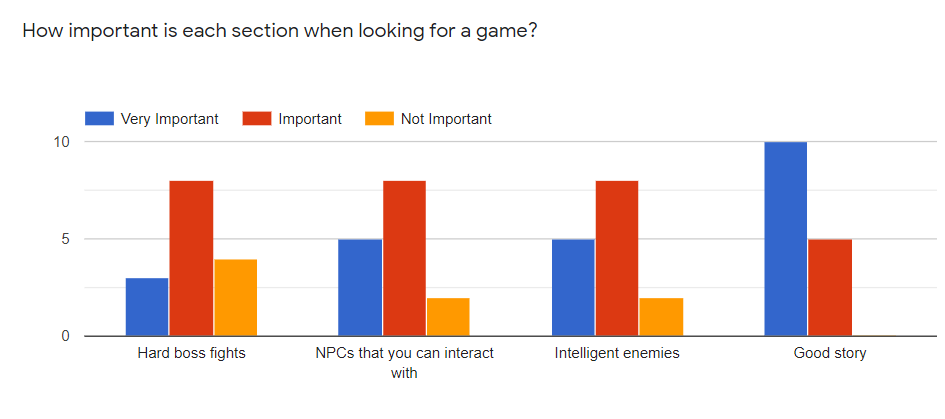 How important is each section when looking for a game?
Very Important Important Not Important
10
5
0
Hard boss fights NPCs that you can interact Intelligent enemies Good story
with